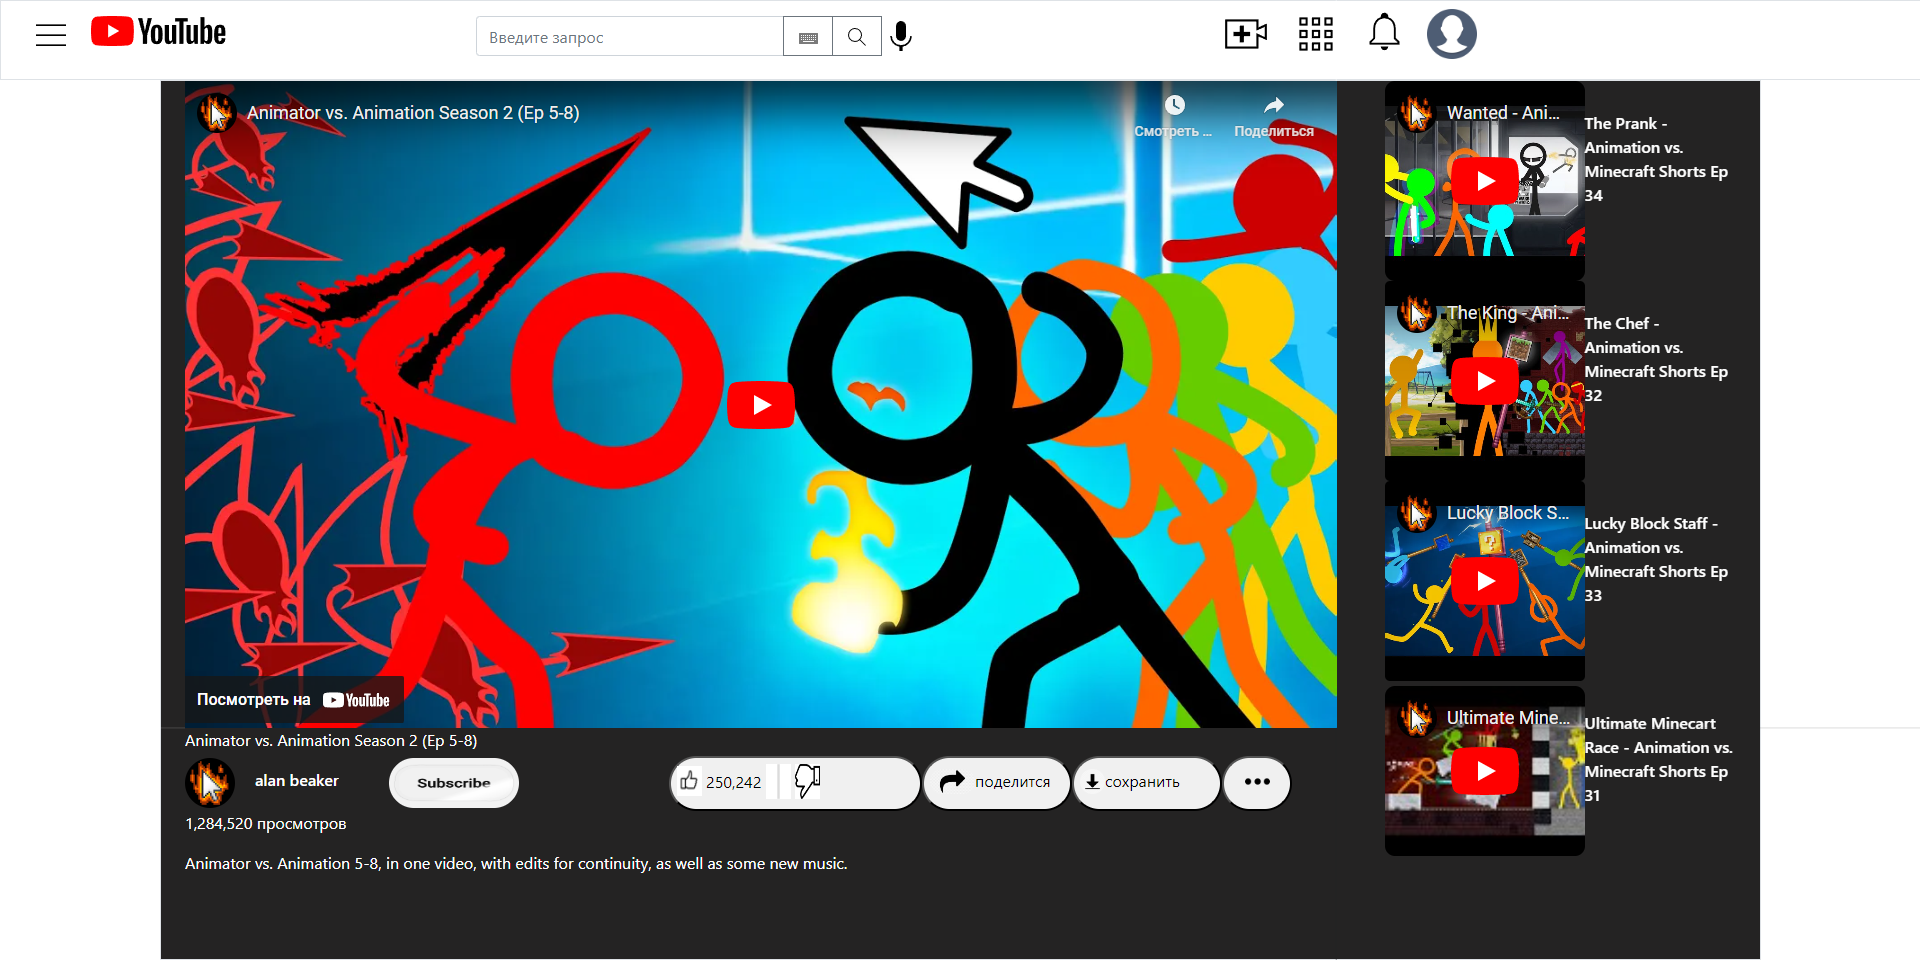 YouTube
Введите запрос
Animator vs. Animation Season 2 (Ep 5-8)
Смотреть ...
Поделиться
Посмотреть на YouTube
Animator vs. Animation Season 2 (Ep 5-8)
alan beaker
Subscribe
250,242
поделится
сохранить
1,284,520 просмотров
Animator vs. Animation 5-8, in one video, with edits for continuity, as well as some new music.
Wanted - Ani...
The Prank -
Animation vs.
Minecraft Shorts Ep
34
The King - Ani...
The Chef -
Animation vs.
Minecraft Shorts Ep
32
Lucky Block S...
Lucky Block Staff -
Animation vs.
Minecraft Shorts Ep
33
Ultimate Mine...
Ultimate Minecart
Race - Animation vs.
Minecraft Shorts Ep
31